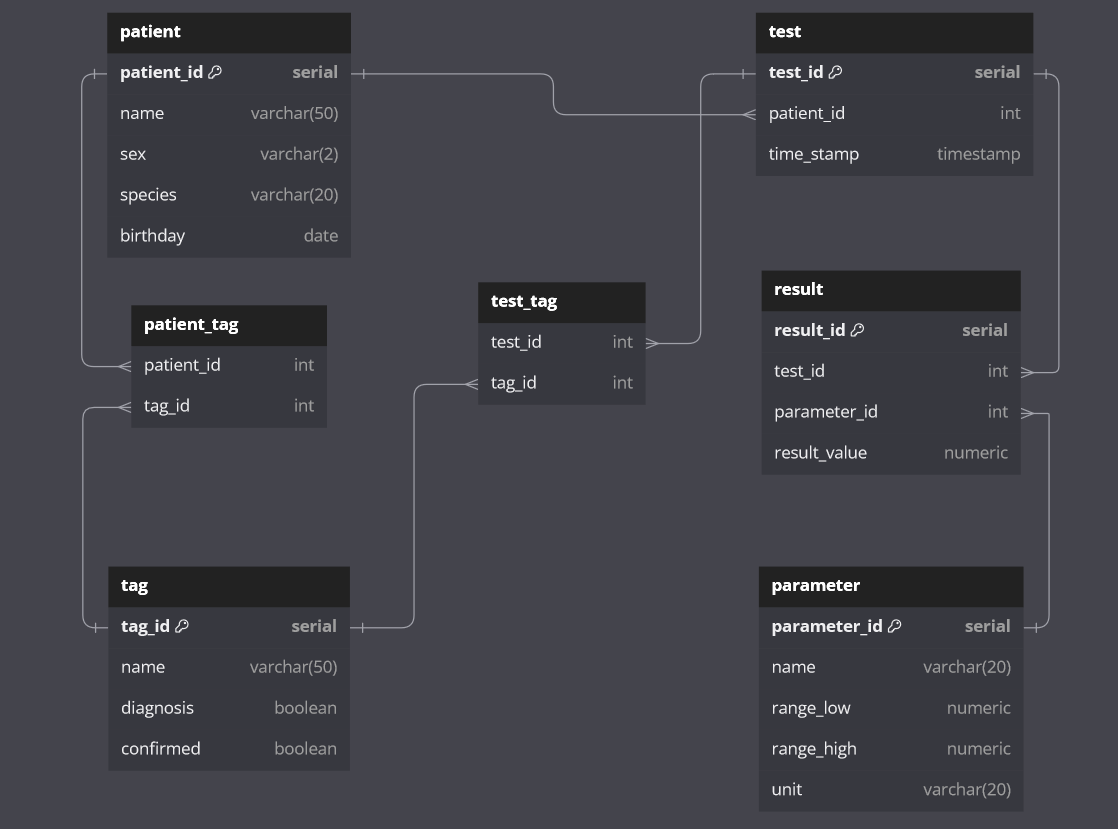 patient
patient_id serial
name varchar(50)
sex varchar(2)
species varchar(20)
birthday date
test
test_id serial
patient_id int
time_stamp timestamp
patient_tag
patient_id int
tag_id int
test_tag
test_id int
tag_id int
result
result_id serial
test_id int
parameter_id int
result_value numeric
tag
tag_id serial
name varchar(50)
diagnosis boolean
confirmed boolean
parameter
parameter_id serial
name varchar(20)
range_low numeric
range_high numeric
unit varchar(20)